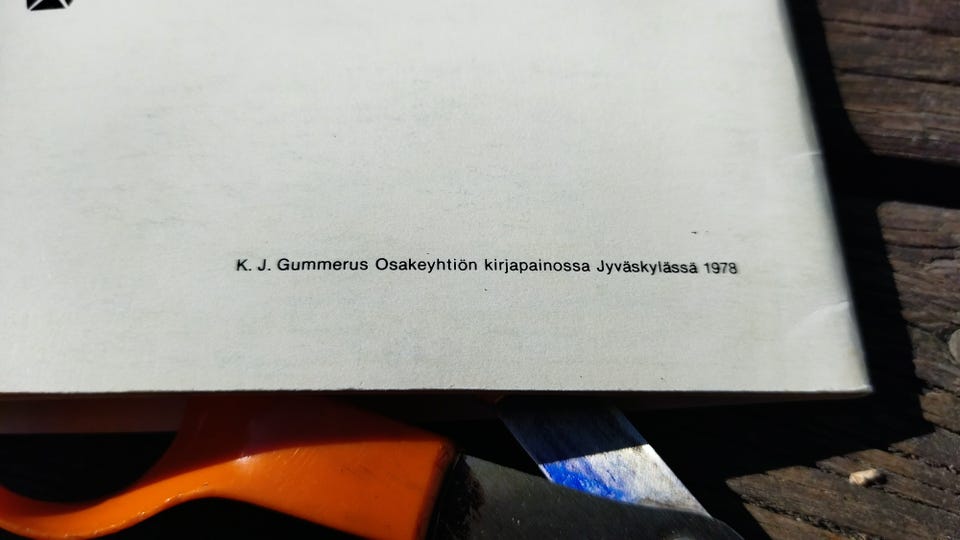 K. J. Gummerus Osakeyhtiön kirjapainossa Jyväskylässä 1978